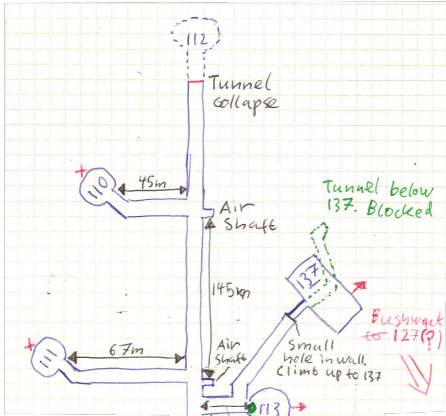 112
Tunnel
collapse
Tunnel below
137. Blocked
110
45m
Air
Shaft
137
145m
Bushwack
to 127(?)
111
67m
Air
shaft
Small
hole in wall
Climb up to 137
113